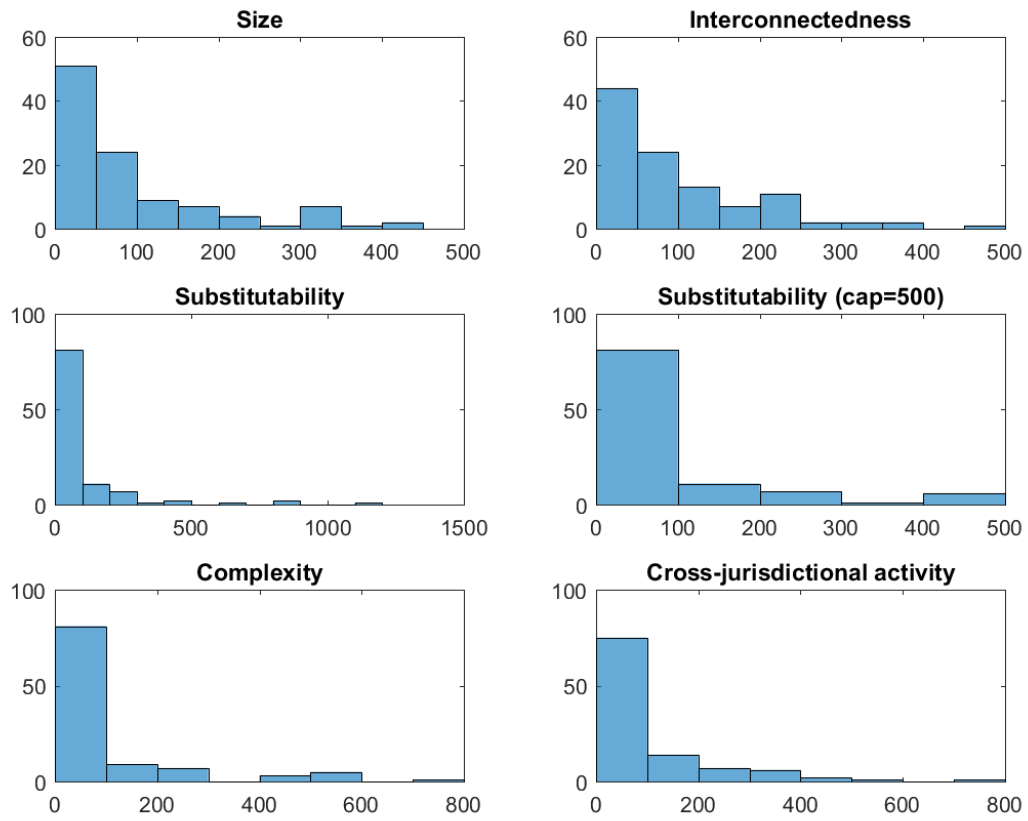 Size
60
40
20
0
0 100 200 300 400 500
Interconnectedness
60
40
20
0
0 100 200 300 400 500
Substitutability
100
50
0
0 500 1000 1500
Substitutability (cap=500)
100
50
0
0 100 200 300 400 500
Complexity
100
50
0
0 200 400 600 800
Cross-jurisdictional activity
100
50
0
0 200 400 600 800